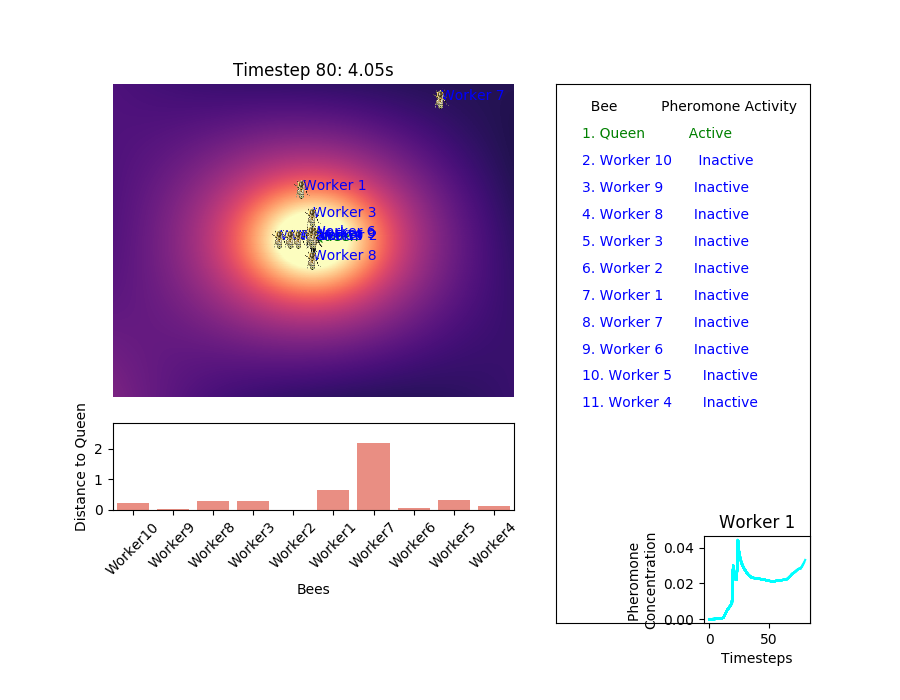 Timestep 80: 4.05s
Worker 7
Worker 1
Worker 3
Worker 6
Worker 8
Distance to Queen
2
1
0
Worker10
Worker9
Worker8
Worker3
Worker2
Worker1
Worker7
Worker6
Worker5
Worker4
Bees
Bee Pheromone Activity
1. Queen Active
2. Worker 10 Inactive
3. Worker 9 Inactive
4. Worker 8 Inactive
5. Worker 3 Inactive
6. Worker 2 Inactive
7. Worker 1 Inactive
8. Worker 7 Inactive
9. Worker 6 Inactive
10. Worker 5 Inactive
11. Worker 4 Inactive
Worker 1
Pheromone
Concentration
0.04
0.02
0.00
0 50
Timesteps